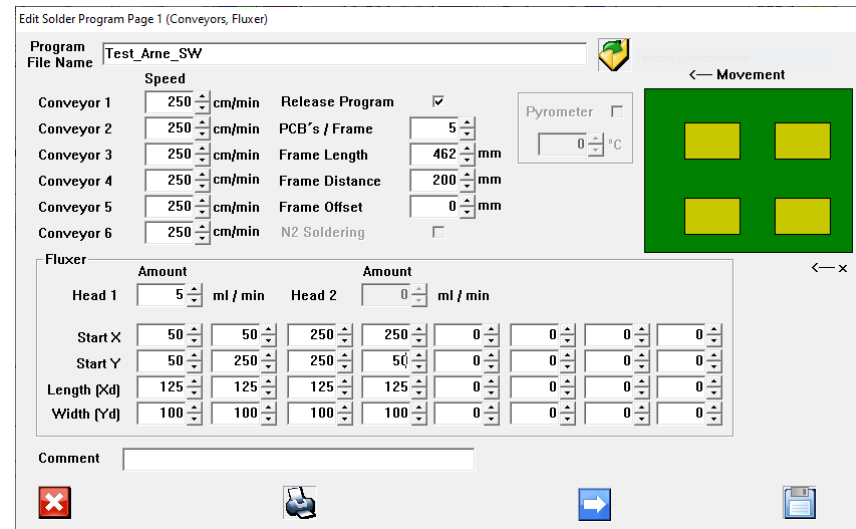 Edit Solder Program Page 1 (Conveyors, Fluxer)
Program File Name Test_Arne_SW
Speed
<— Movement
Conveyor 1 250 cm/min Release Program
Pyrometer
Conveyor 2 250 cm/min PCB´s / Frame 5
0 °C
Conveyor 3 250 cm/min Frame Length 462 mm
Conveyor 4 250 cm/min Frame Distance 200 mm
Conveyor 5 250 cm/min Frame Offset 0 mm
Conveyor 6 250 cm/min N2 Soldering
<— x
Fluxer
Amount Amount
Head 1 5 ml / min Head 2 0 ml / min
Start X 50 50 250 250 0 0 0 0
Start Y 50 250 250 50 0 0 0 0
Length (Xd) 125 125 125 125 0 0 0 0
Width (Yd) 100 100 100 100 0 0 0 0
Comment